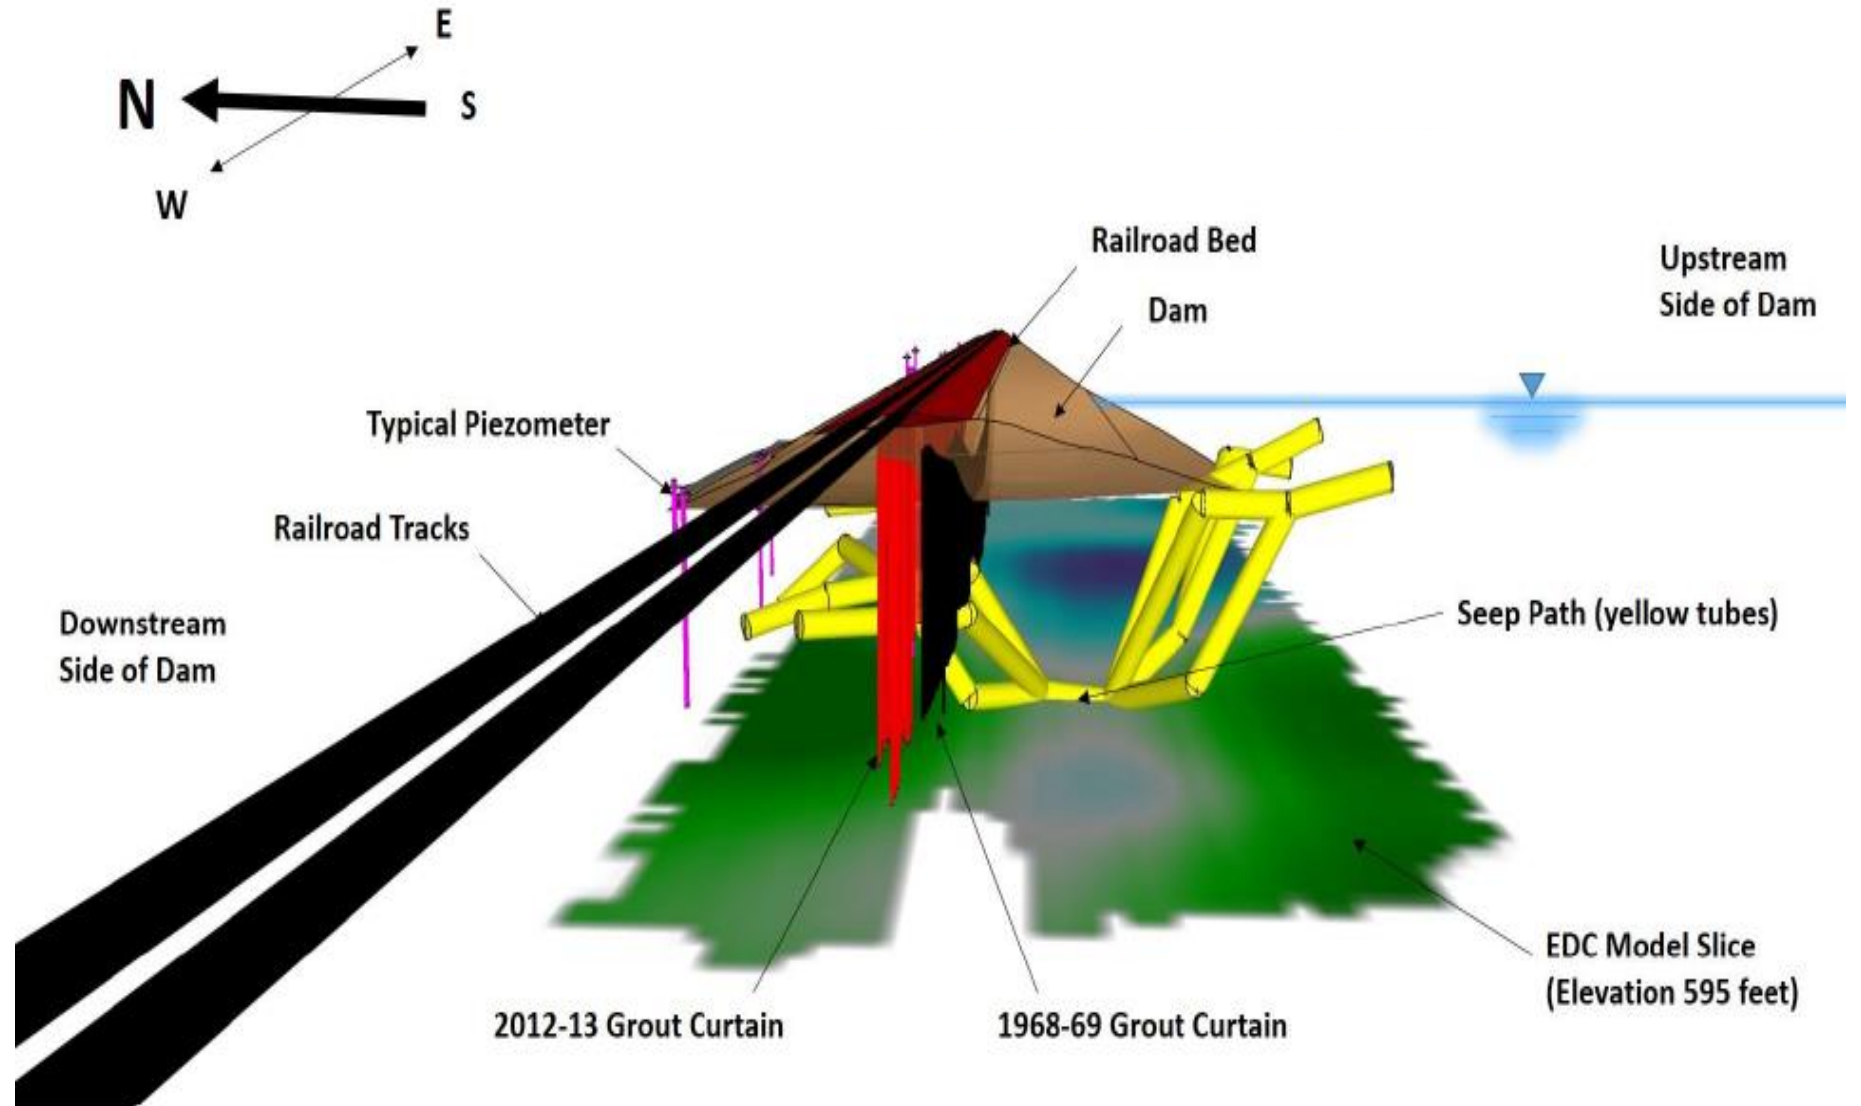 E
N
S
W
Railroad Bed
Upstream
Side of Dam
Dam
Typical Piezometer
Railroad Tracks
Downstream
Side of Dam
Seep Path (yellow tubes)
EDC Model Slice
(Elevation 595 feet)
2012-13 Grout Curtain
1968-69 Grout Curtain